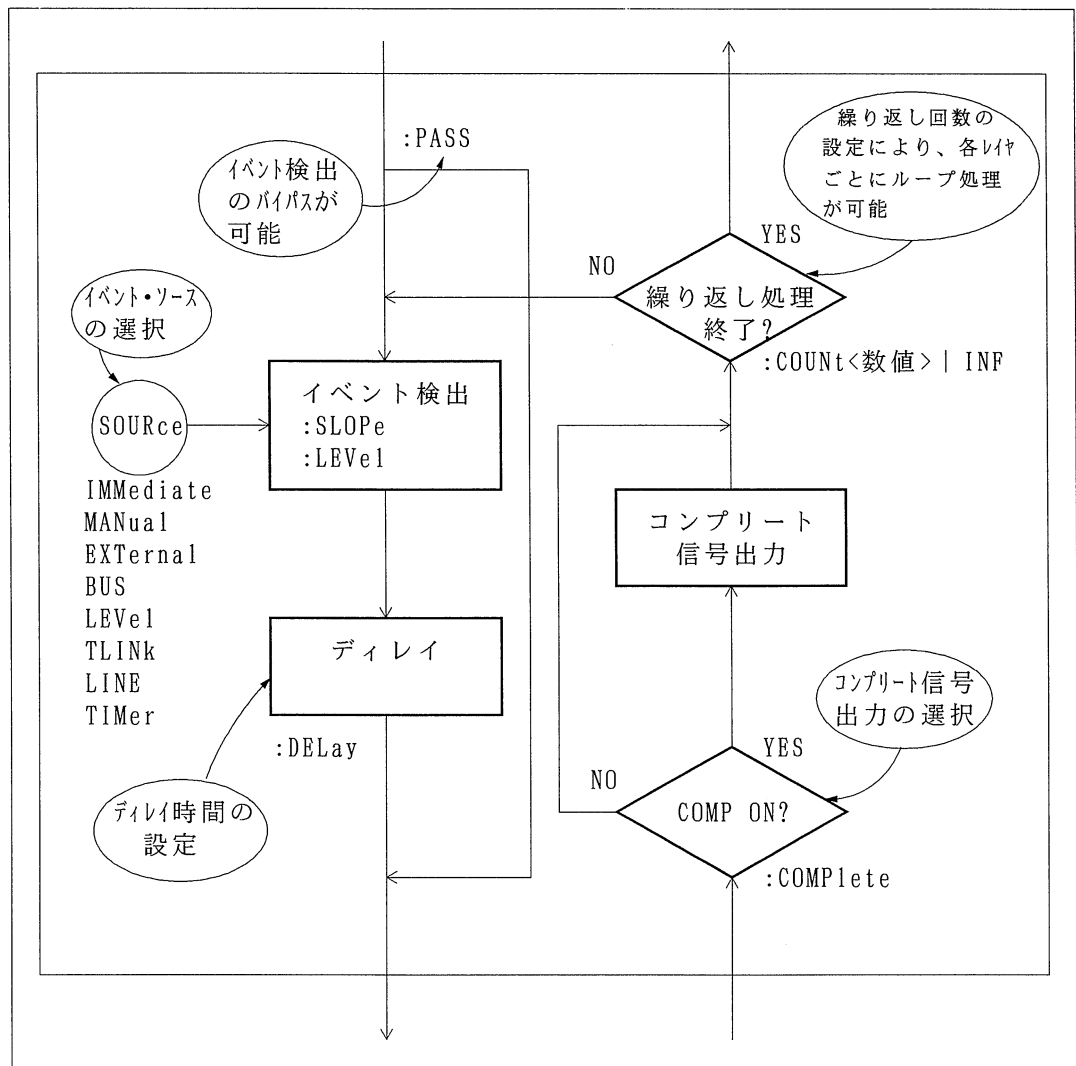 :PASS
イベント検出
のバイパスが
可能
繰り返し回数の
設定により、各レイヤ
ごとにループ処理
が可能
YES
NO
繰り返し処理
終了?
:COUNt<数値>| INF
イベント・ソース
の選択
SOURce
IMMediate
MANual
EXTernal
BUS
LEVel
TLINk
LINE
TIMer
イベント検出
:SLOPe
:LEVel
コンプリート
信号出力
ディレイ
:DELay
ディレイ時間の
設定
コンプリート信号
出力の選択
YES
NO
COMP ON?
:COMPlete